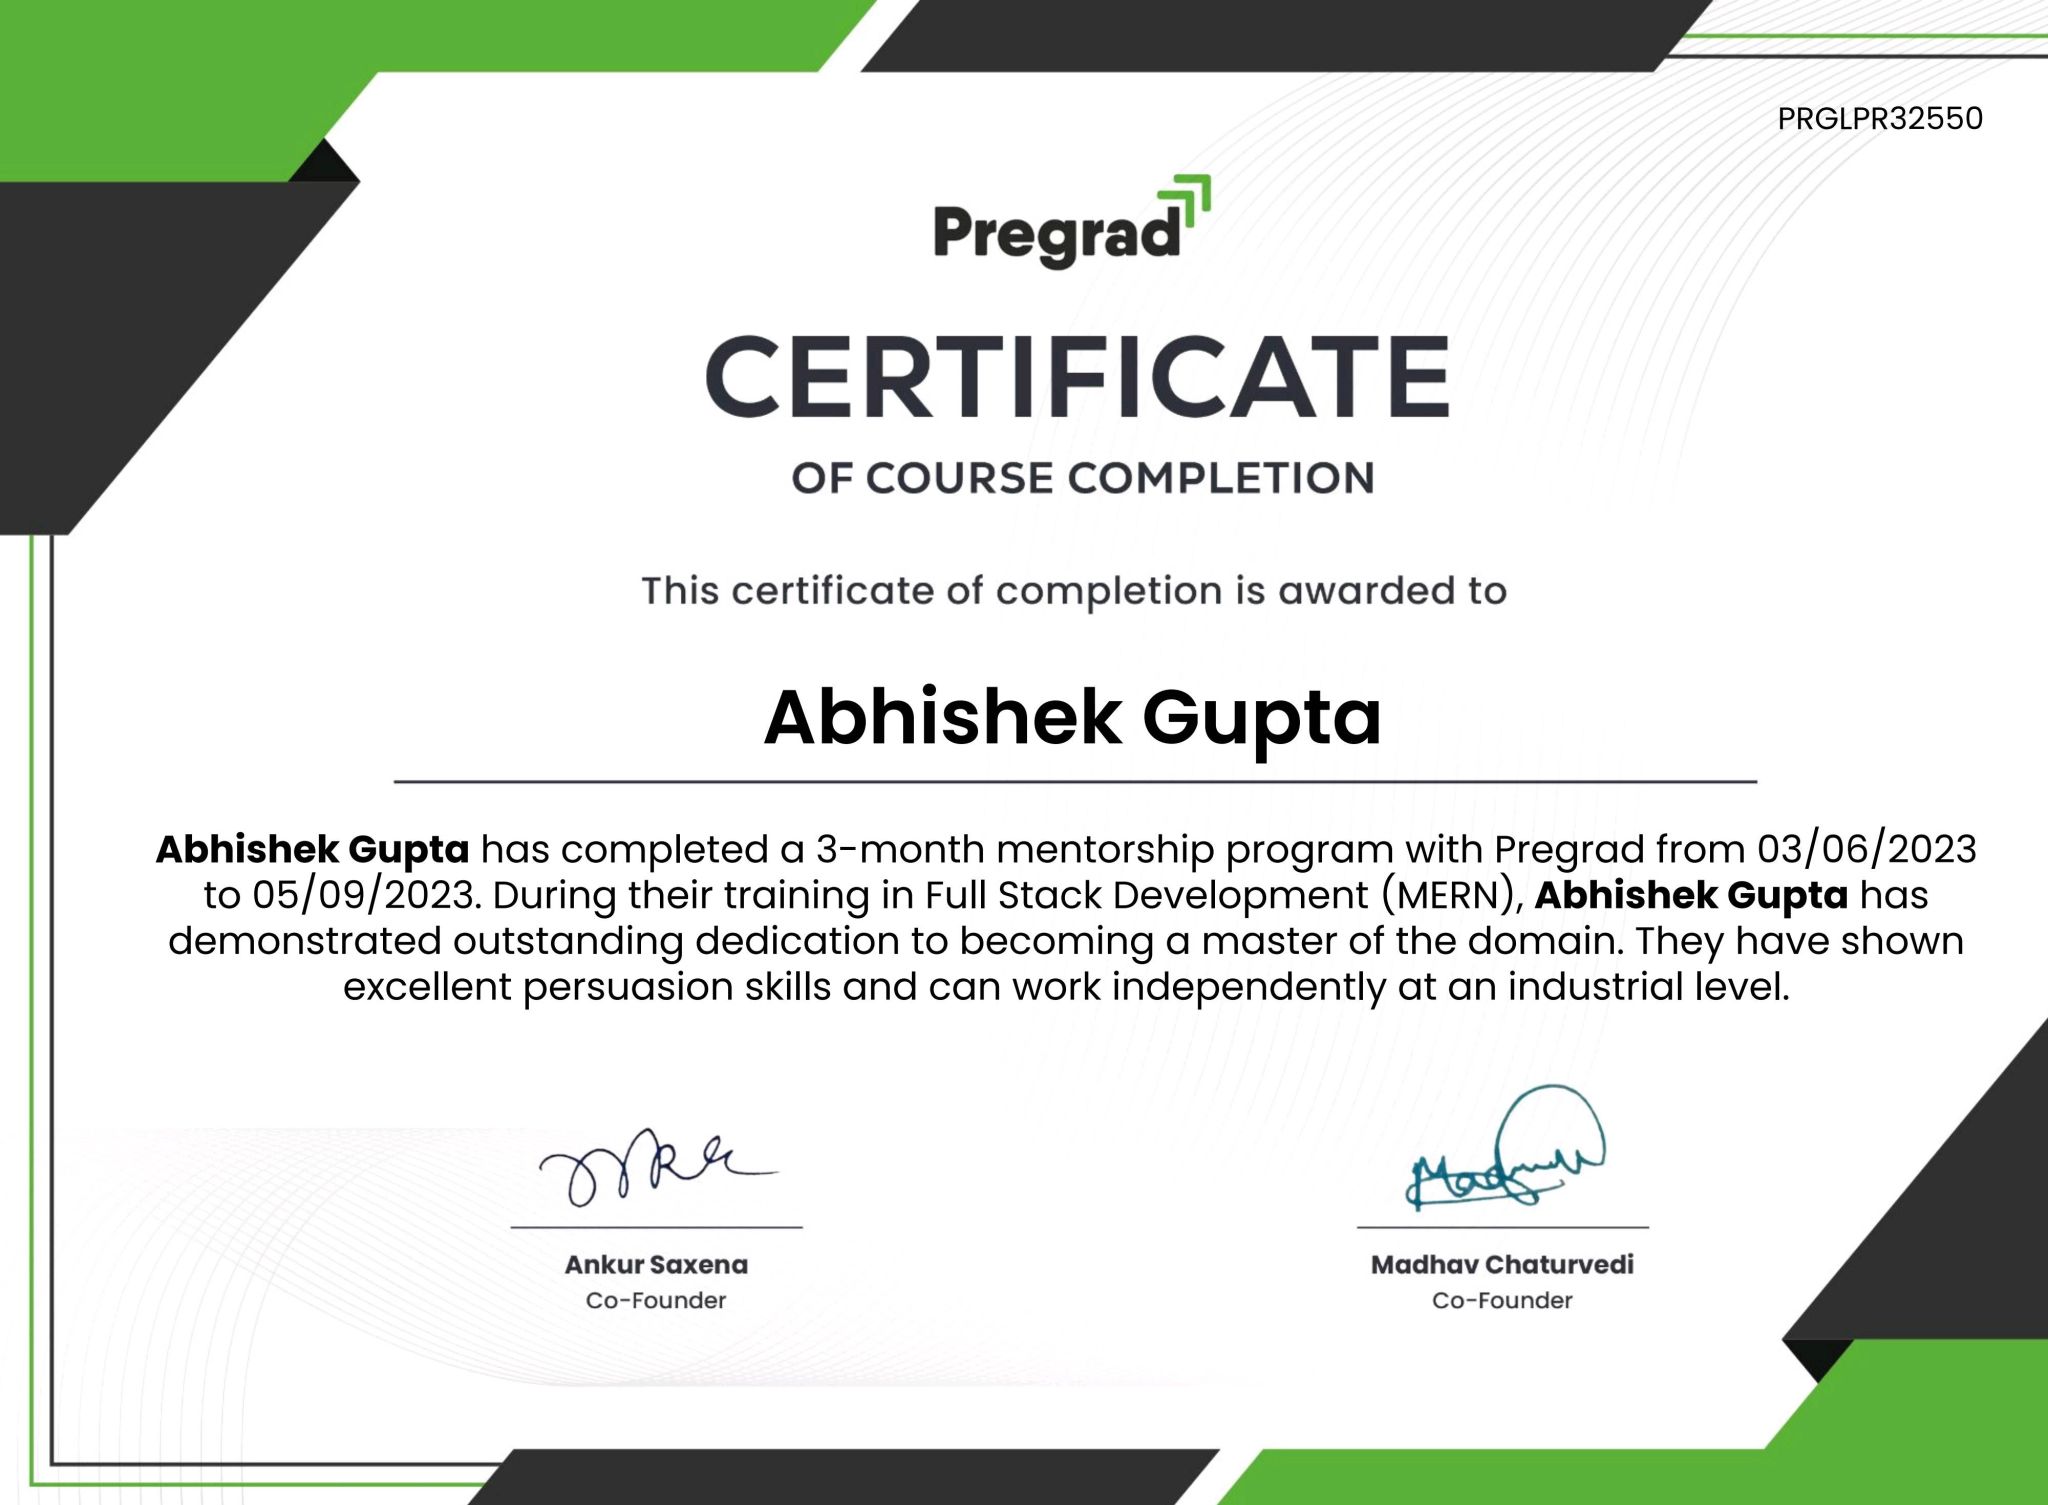 PRGLPR32550
Pregrad
CERTIFICATE
OF COURSE COMPLETION
This certificate of completion is awarded to
Abhishek Gupta
Abhishek Gupta has completed a 3-month mentorship program with Pregrad from 03/06/2023
to 05/09/2023. During their training in Full Stack Development (MERN), Abhishek Gupta has
demonstrated outstanding dedication to becoming a master of the domain. They have shown
excellent persuasion skills and can work independently at an industrial level.
Ankur Saxena
Madhav Chaturvedi
Co-Founder
Co-Founder